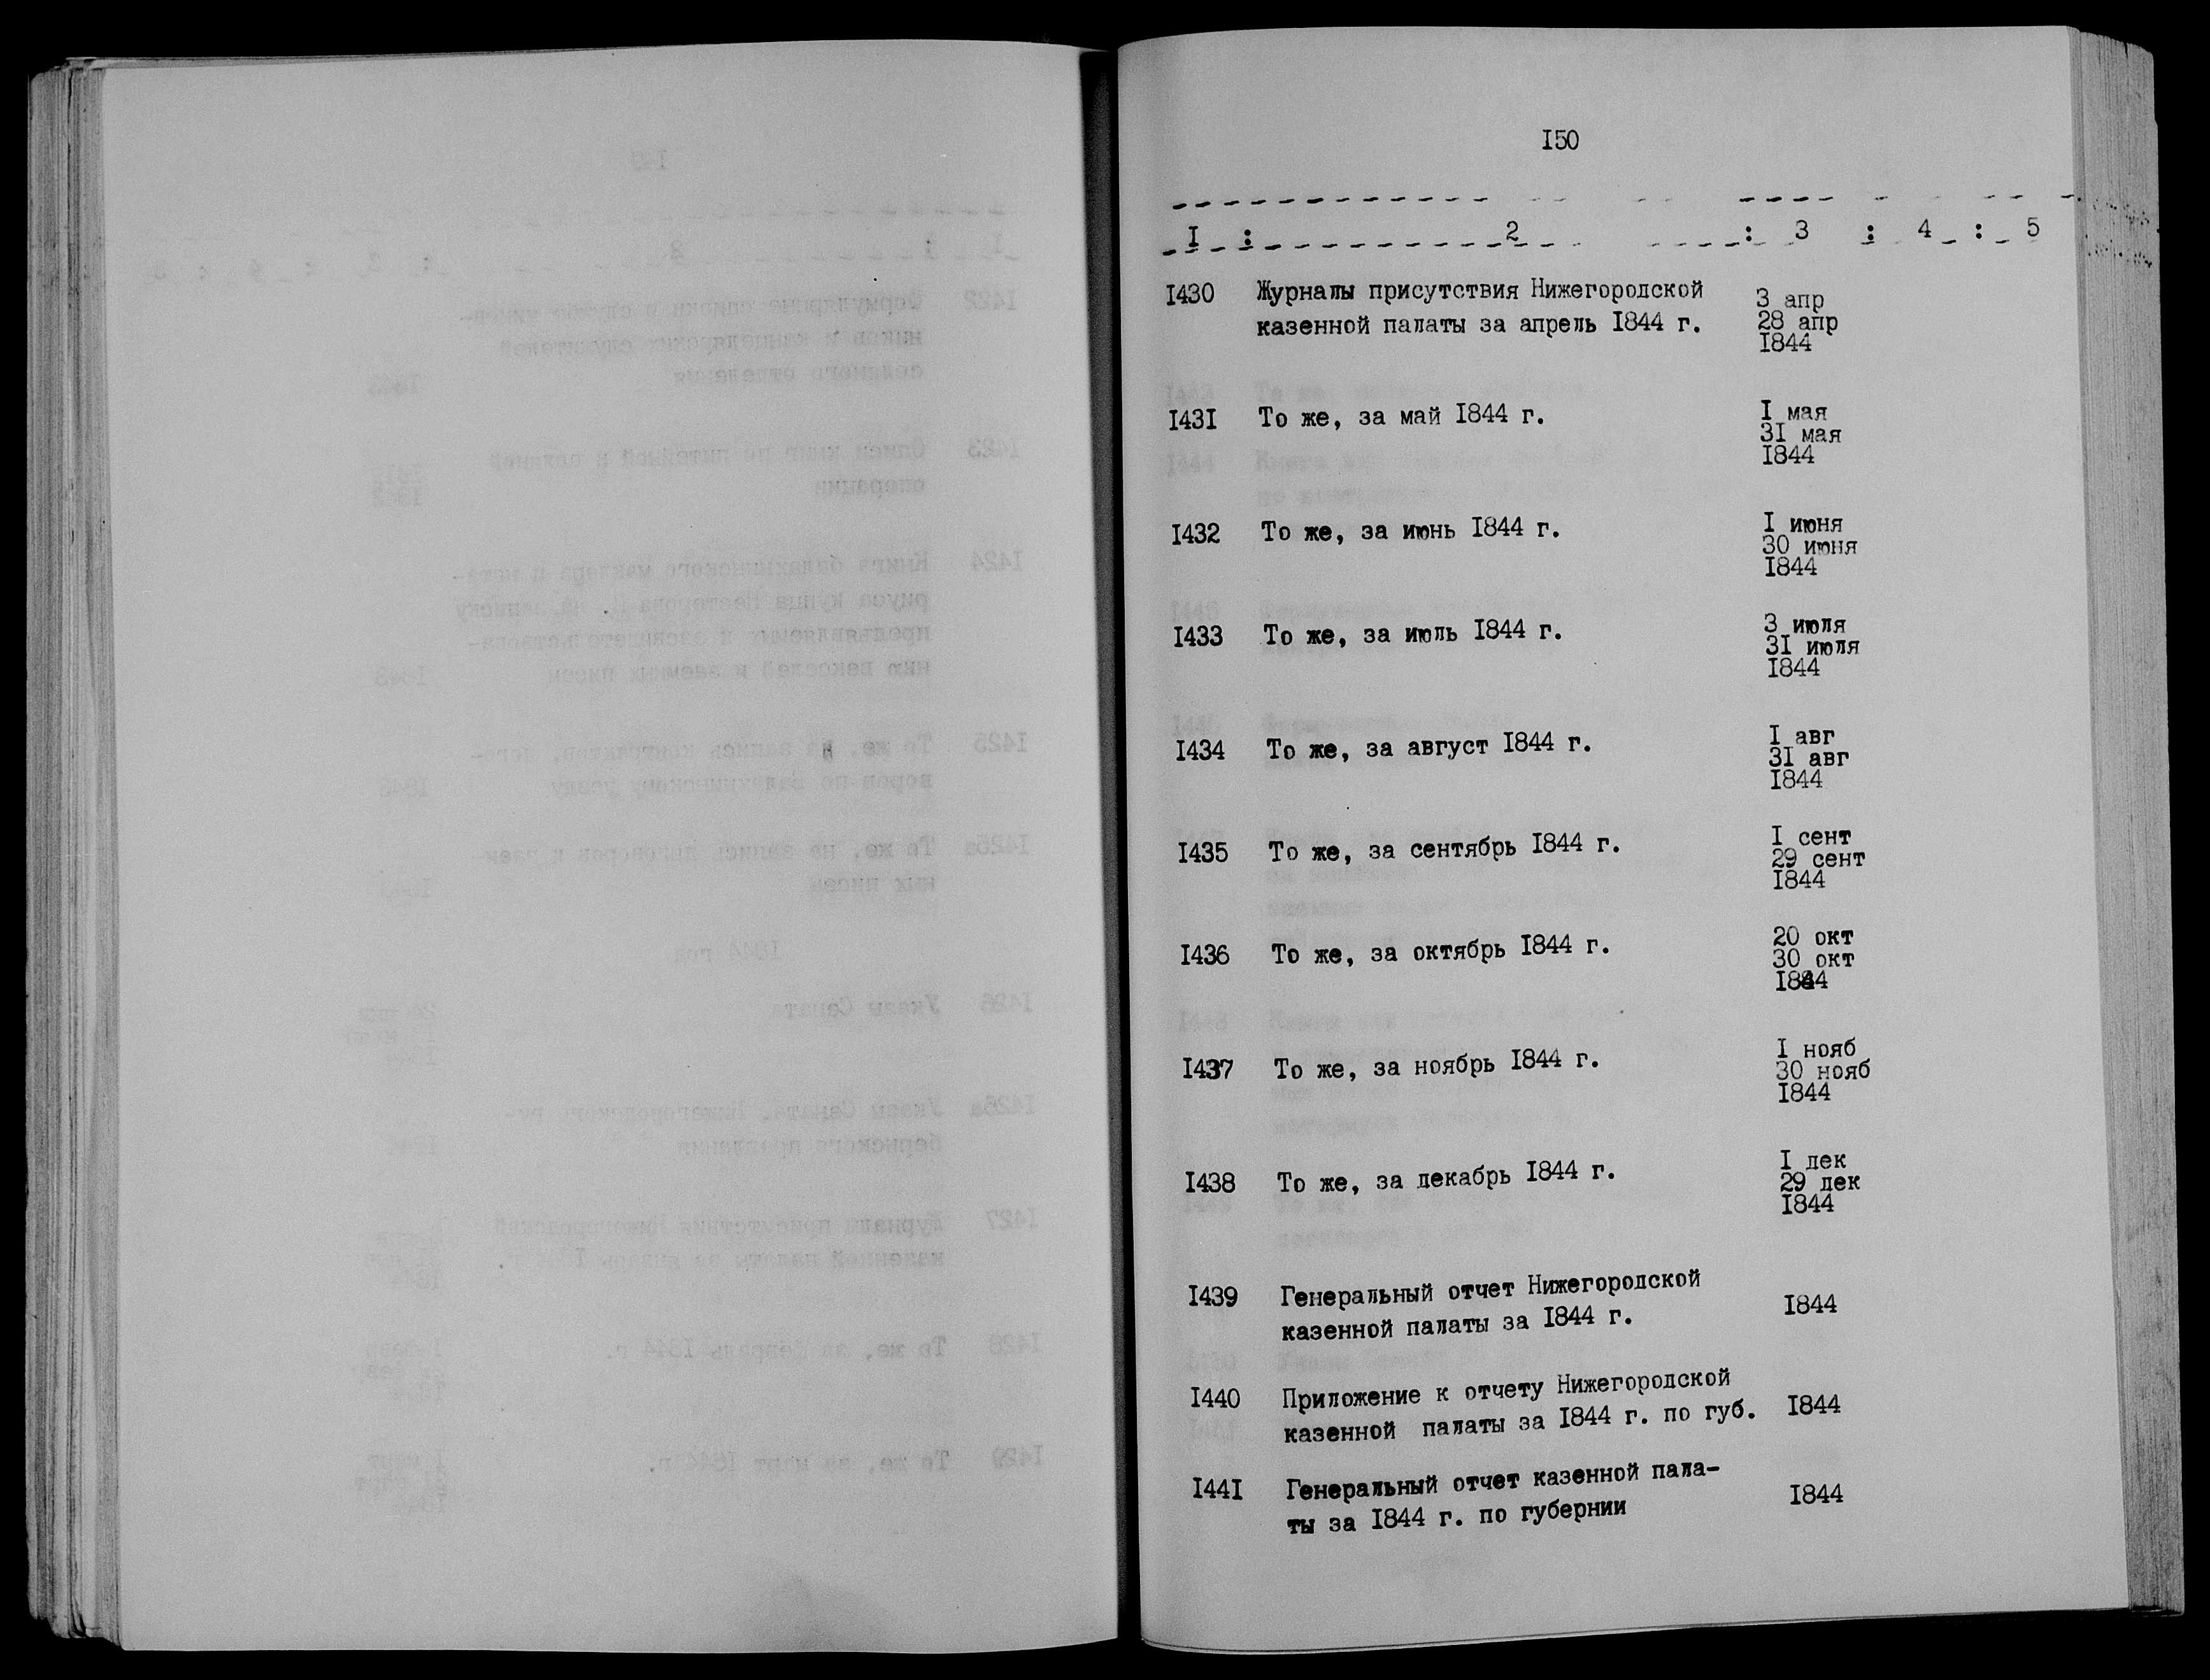 150
1 : 2 : 3 : 4 : 5
1430 Журналы присутствия Нижегородской 3 апр
казенной палаты за апрель 1844 г. 28 апр
1844
1431 То же, за май 1844 г. 1 мая
31 мая
1844
1432 То же, за июнь 1844 г. 1 июня
30 июня
1844
1433 То же, за июль 1844 г. 3 июля
31 июля
1844
1434 То же, за август 1844 г. 1 авг
31 авг
1844
1435 То же, за сентябрь 1844 г. 1 сент
29 сент
1844
1436 То же, за октябрь 1844 г. 20 окт
30 окт
1844
1437 То же, за ноябрь 1844 г. 1 нояб
30 нояб
1844
1438 То же, за декабрь 1844 г. 1 дек
29 дек
1844
1439 Генеральный отчет Нижегородской
казенной палаты за 1844 г. 1844
1440 Приложение к отчету Нижегородской
казенной палаты за 1844 г. по губ. 1844
1441 Генеральный отчет казенной пала-
ты за 1844 г. по губернии 1844